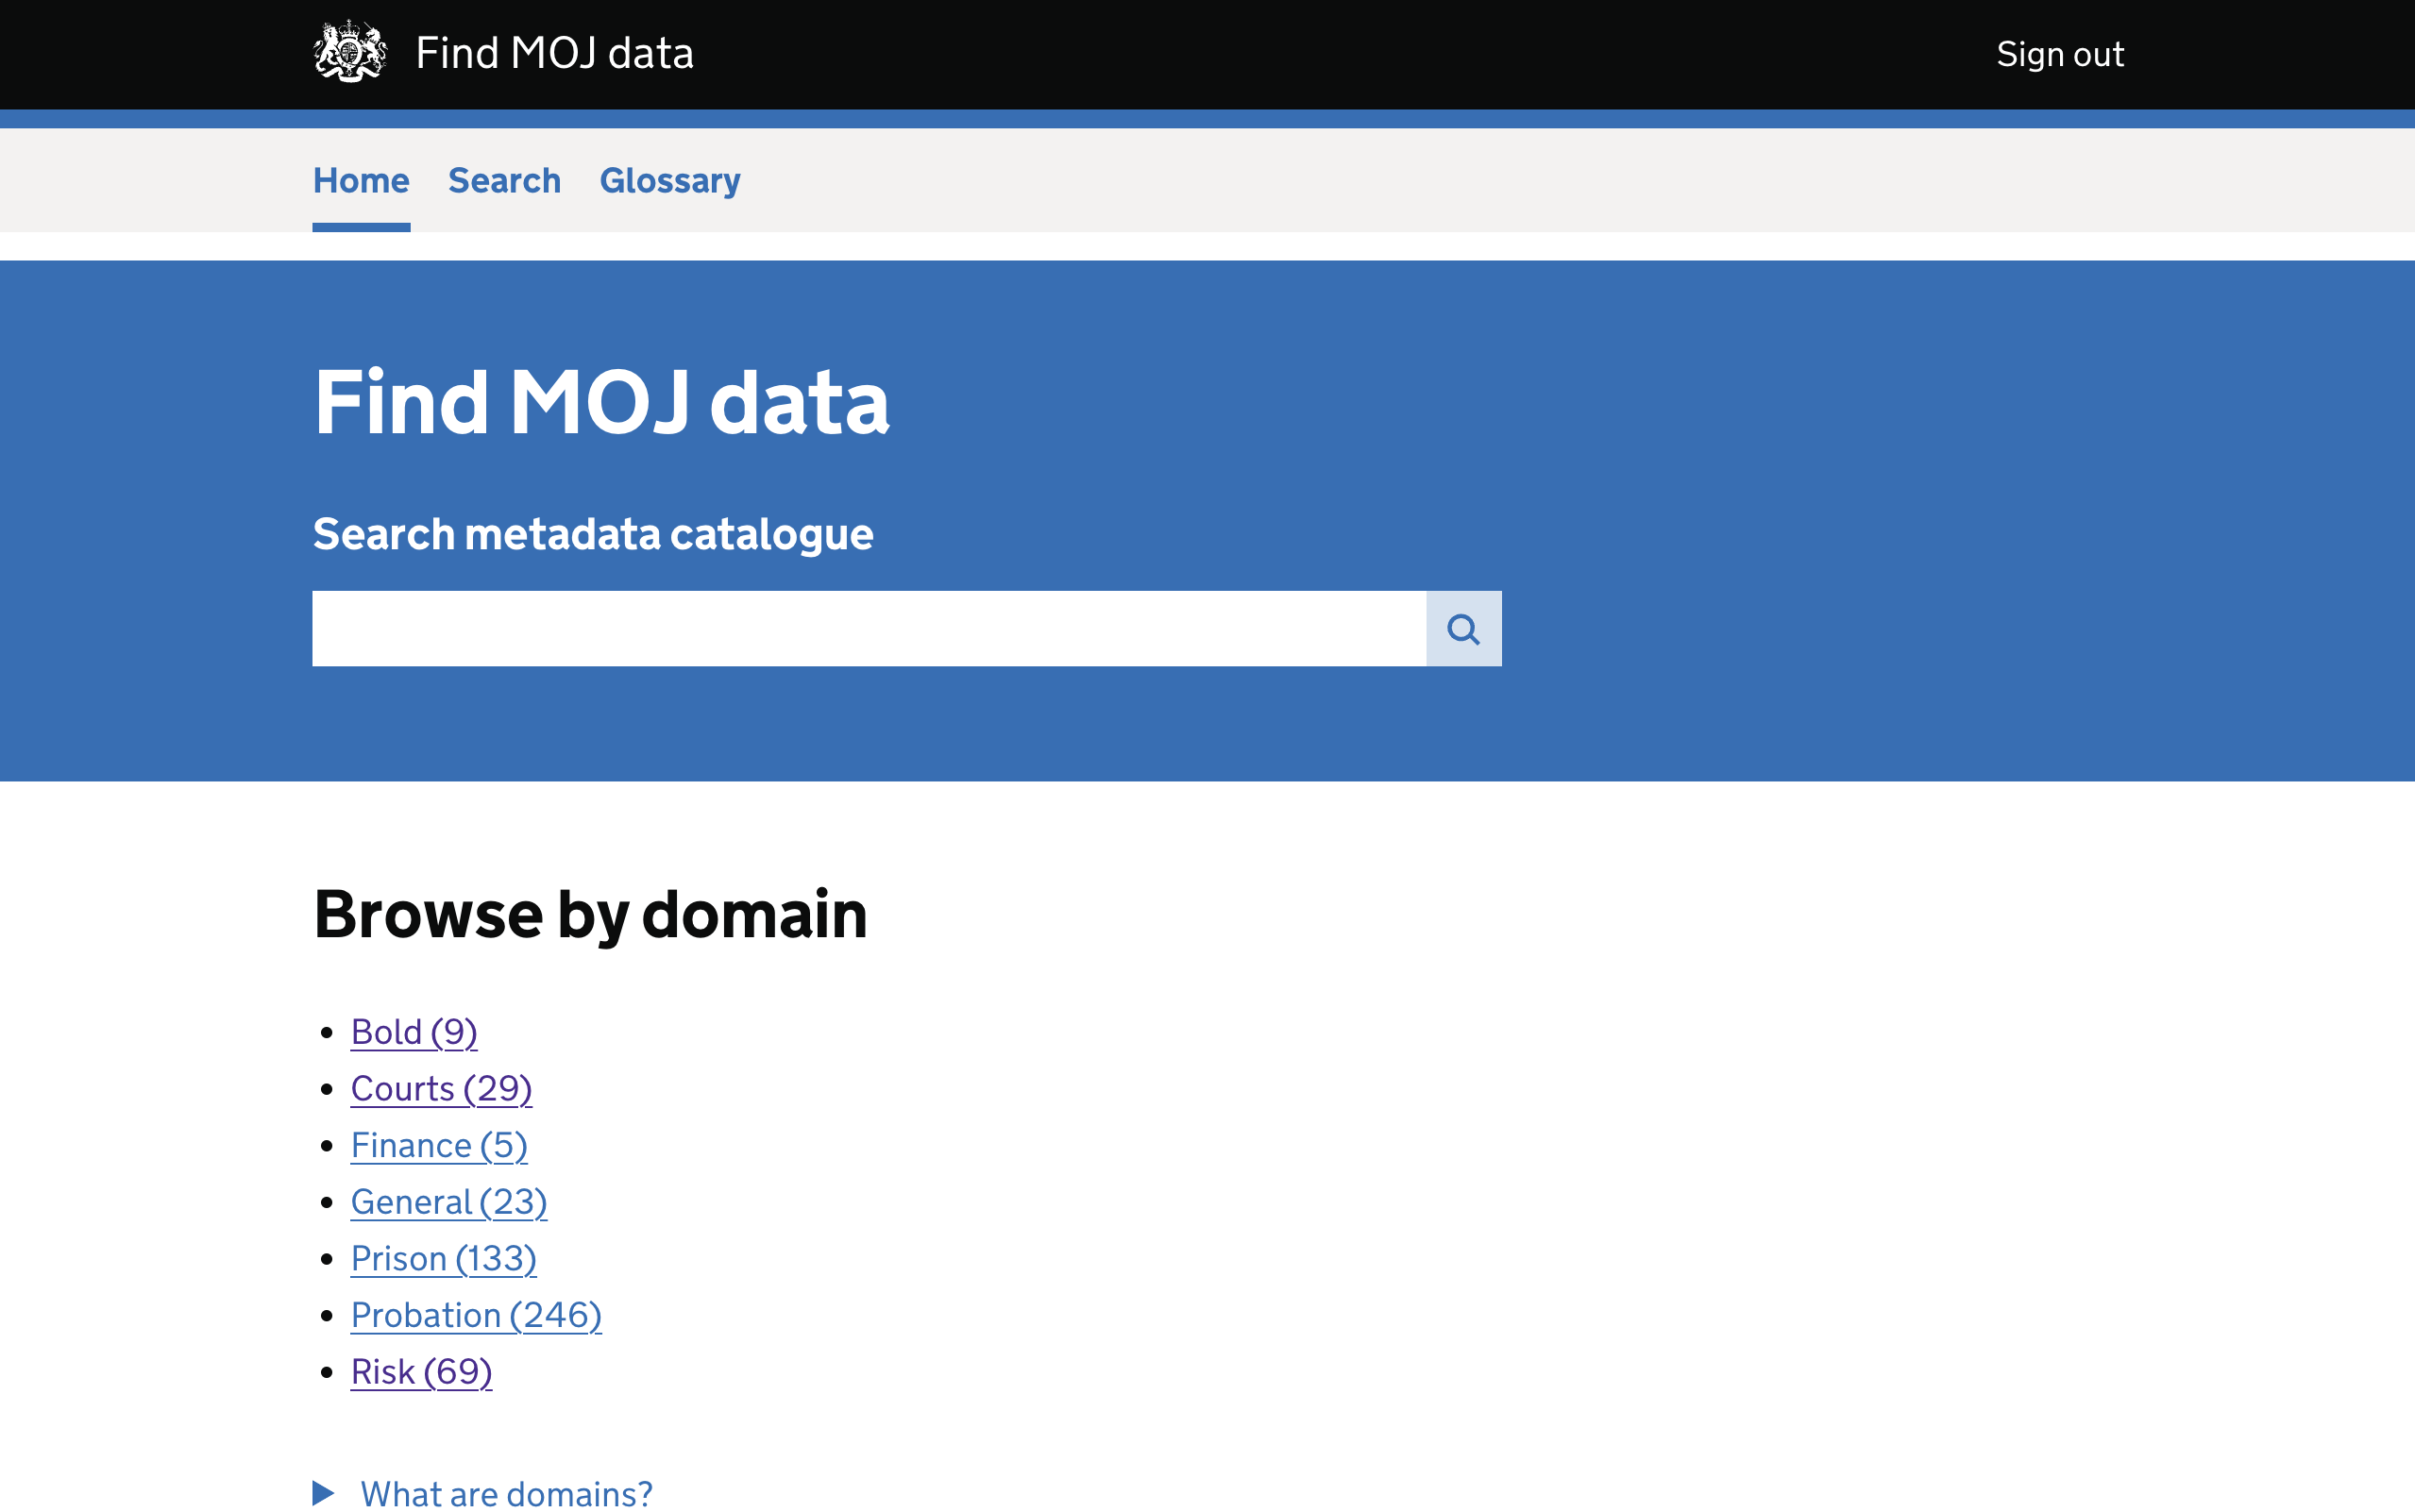 Find MOJ data
Sign out
Home Search Glossary
Find MOJ data
Search metadata catalogue
Browse by domain
Bold (9)
Courts (29)
Finance (5)
General (23)
Prison (133)
Probation (246)
Risk (69)
What are domains?